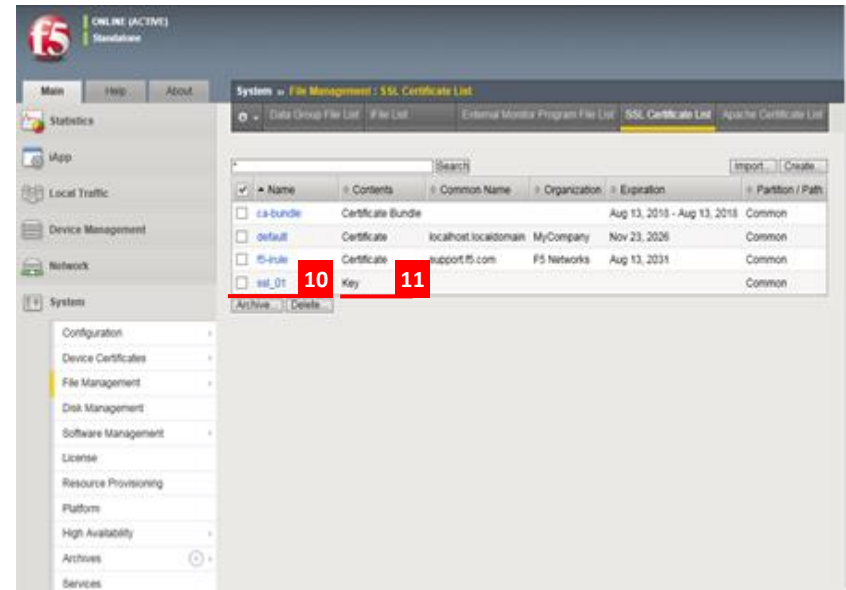 f5
ONLINE (ACTIVE)
Standalone
Main Help About
System » File Management : SSL Certificate List
Data Group File List iFile List External Monitor Program File List SSL Certificate List Apache Certificate List
Statistics
iApp
Local Traffic
Device Management
Network
System
Configuration
Device Certificates
File Management
Disk Management
Software Management
License
Resource Provisioning
Platform
High Availability
Archives
Services
* Search Import... Create...
Name Contents Common Name Organization Expiration Partition / Path
ca-bundle Certificate Bundle Aug 13, 2018 - Aug 13, 2018 Common
default Certificate localhost.localdomain MyCompany Nov 23, 2026 Common
f5-irule Certificate support.f5.com F5 Networks Aug 13, 2031 Common
ssl_01 10 Key 11 Common
Archive... Delete...